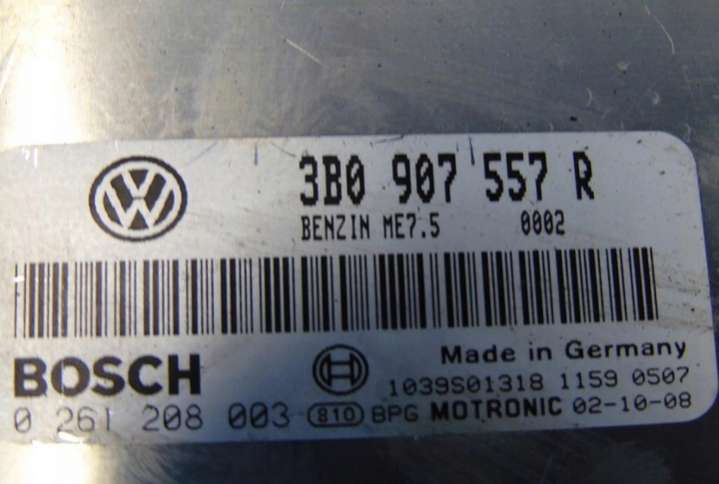 3B0 907 557 R
BENZIN ME7.5 0002
BOSCH
Made in Germany
1039S01318 1159 0507
0 261 208 003 810 BPG MOTRONIC 02-10-08